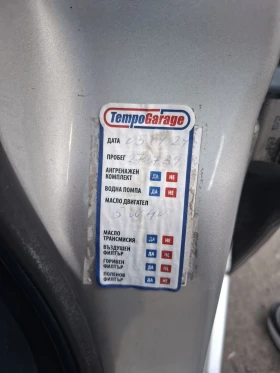 TempoGarage
ДАТА
ПРОБЕГ
АНГРЕНАЖЕН
КОМПЛЕКТ ДА НЕ
ВОДНА ПОМПА ДА НЕ
МАСЛО ДВИГАТЕЛ
МАСЛО
ТРАНСМИСИЯ ДА НЕ
ВЪЗДУШЕН
ФИЛТЪР ДА НЕ
ГОРИВЕН
ФИЛТЪР ДА НЕ
ПОЛЕНОВ
ФИЛТЪР ДА НЕ